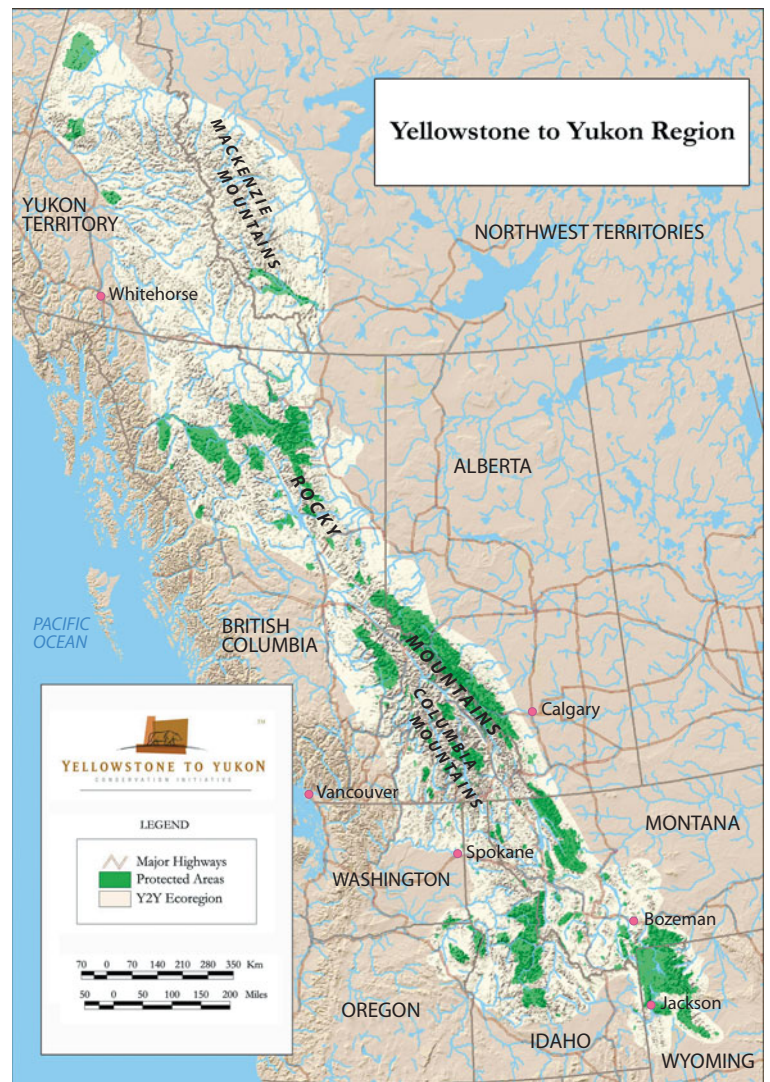 Yellowstone to Yukon Region
MACKENZIE
MOUNTAINS
YUKON
TERRITORY
NORTHWEST TERRITORIES
Whitehorse
ALBERTA
ROCKY
PACIFIC
OCEAN
BRITISH
COLUMBIA
MOUNTAINS
COLUMBIA
MOUNTAINS
Calgary
TM
YELLOWSTONE TO YUKON
CONSERVATION INITIATIVE
Vancouver
MONTANA
LEGEND
Major Highways
Protected Areas
Y2Y Ecoregion
Spokane
WASHINGTON
Bozeman
70 0 70 140 210 280 350 Km
50 0 50 100 150 200 Miles
Jackson
OREGON
IDAHO
WYOMING